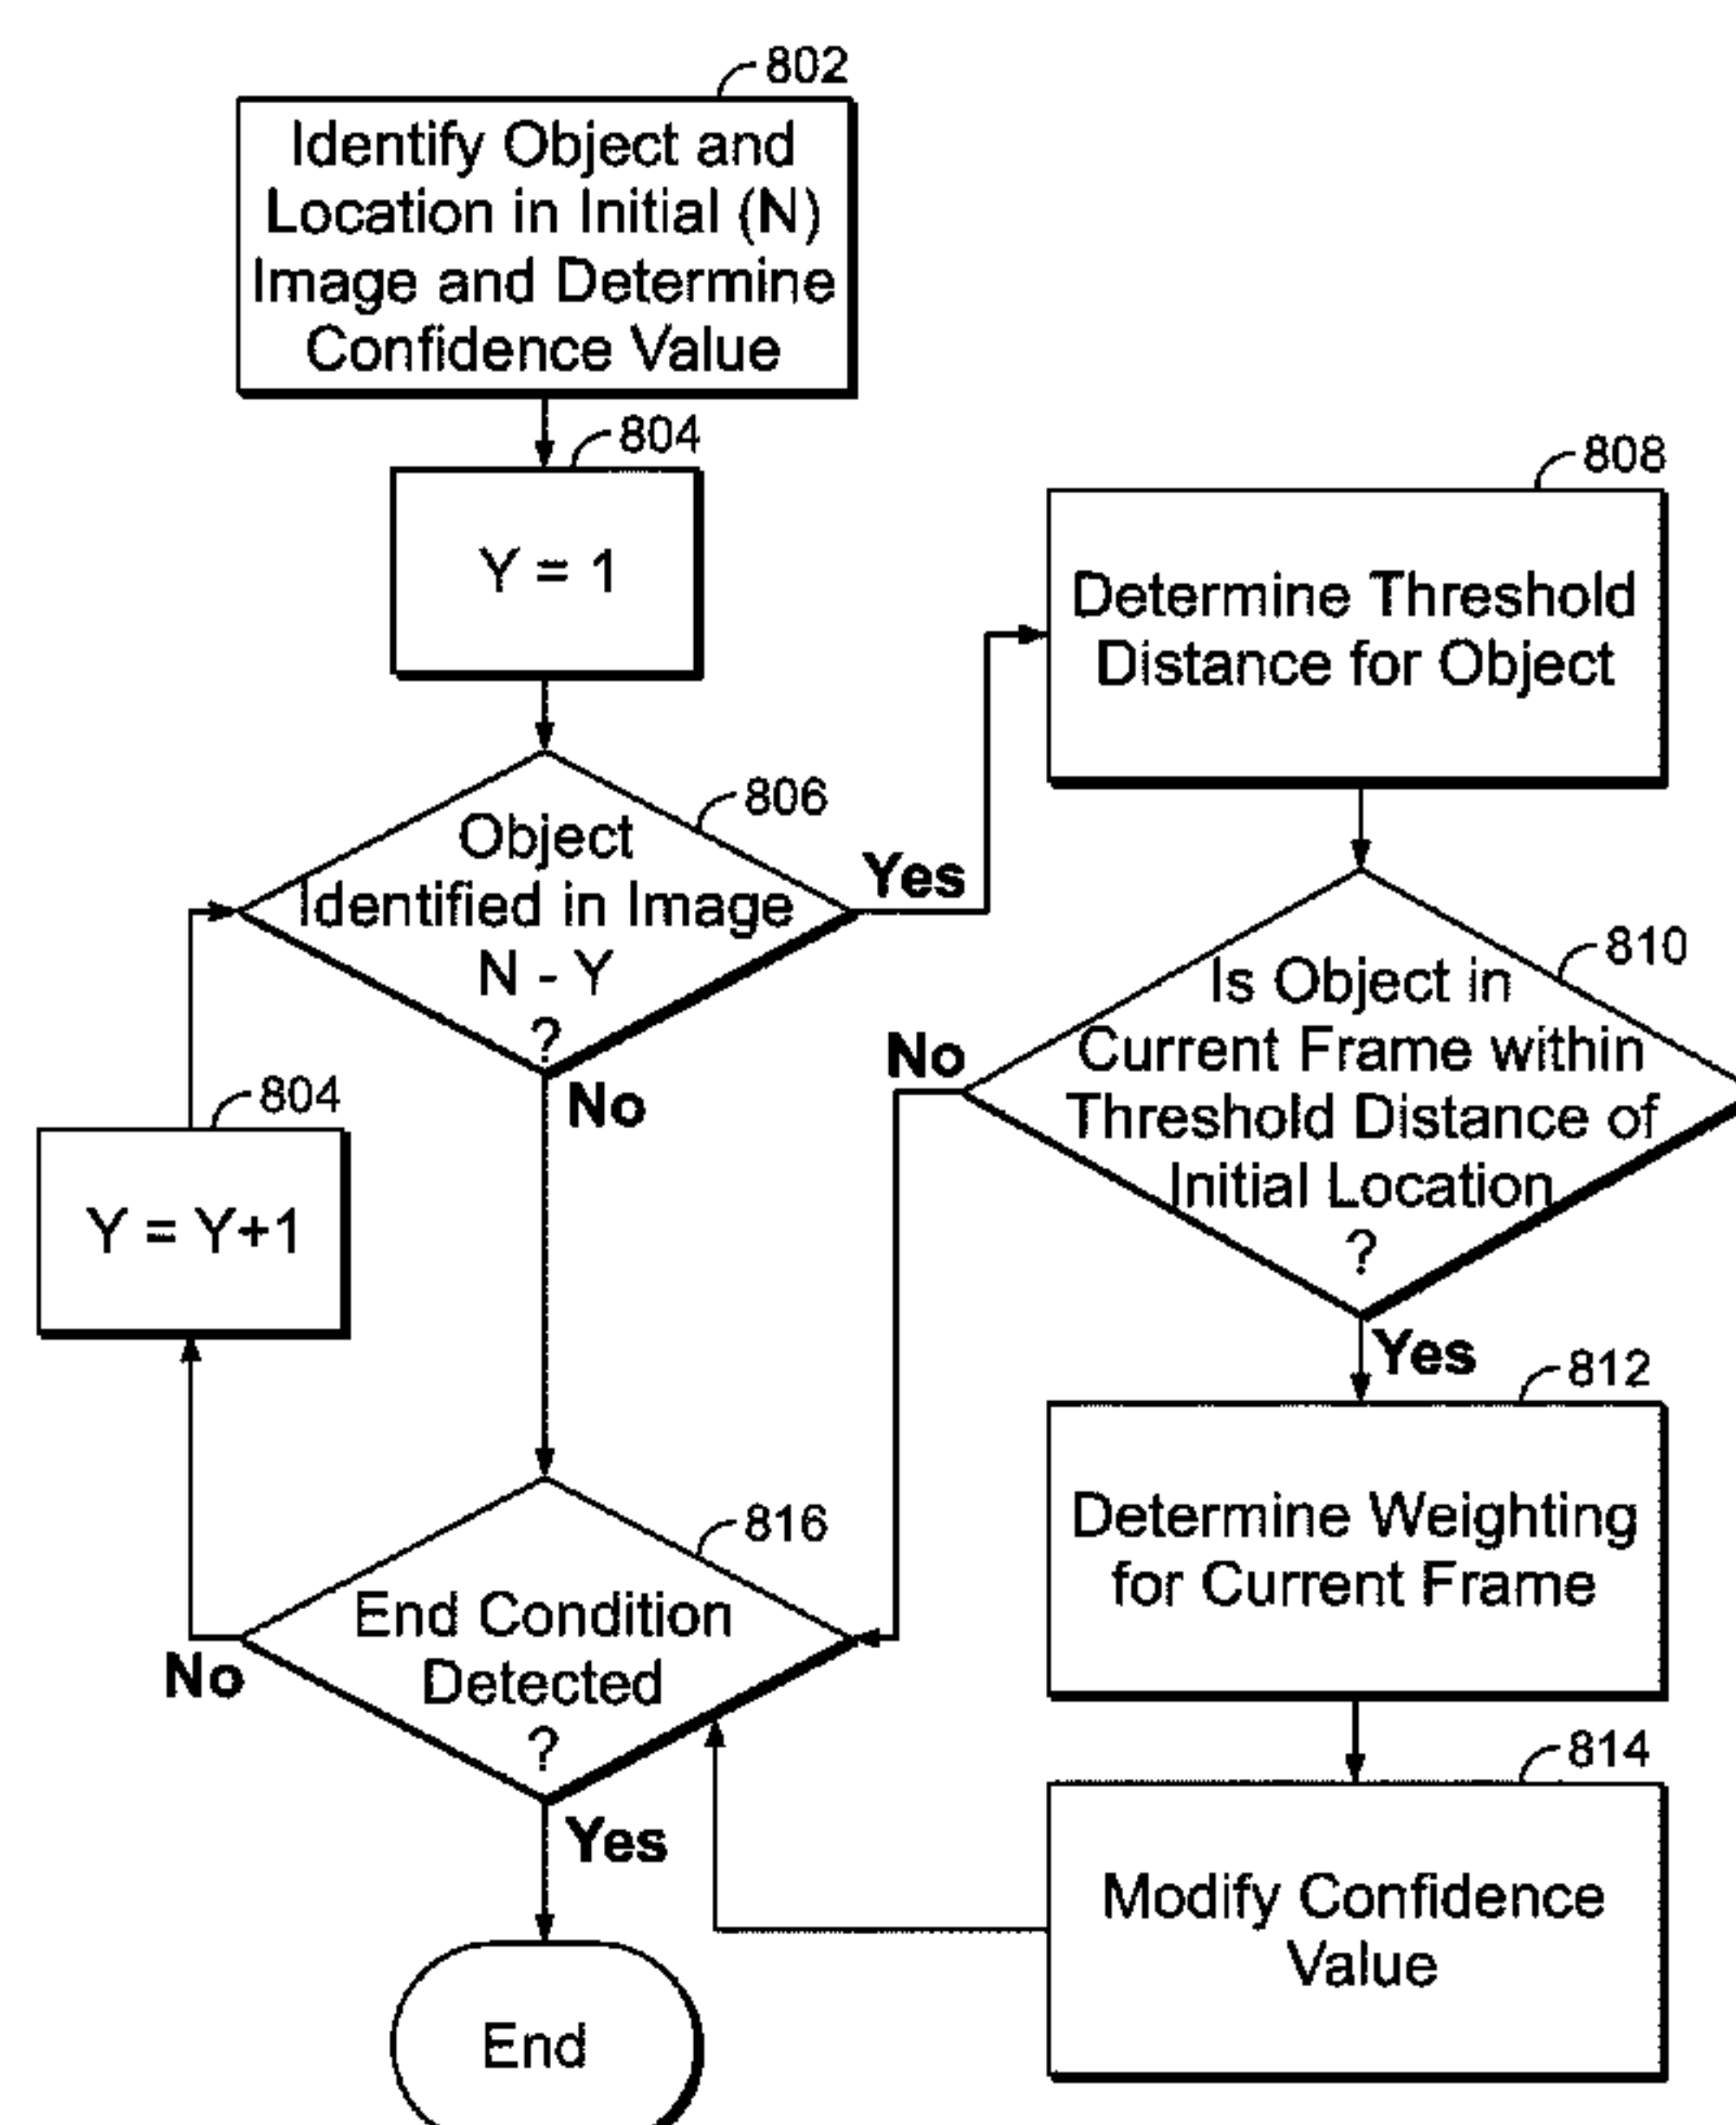 802
Identify Object and
Location in Initial (N)
Image and Determine
Confidence Value
804
Y = 1
806
Object
Identified in Image
N - Y
?
Yes
No
808
Determine Threshold
Distance for Object
810
Is Object in
Current Frame within
Threshold Distance of
Initial Location
?
No
Yes
804
Y = Y+1
812
Determine Weighting
for Current Frame
816
End Condition
Detected
?
No
Yes
814
Modify Confidence
Value
End